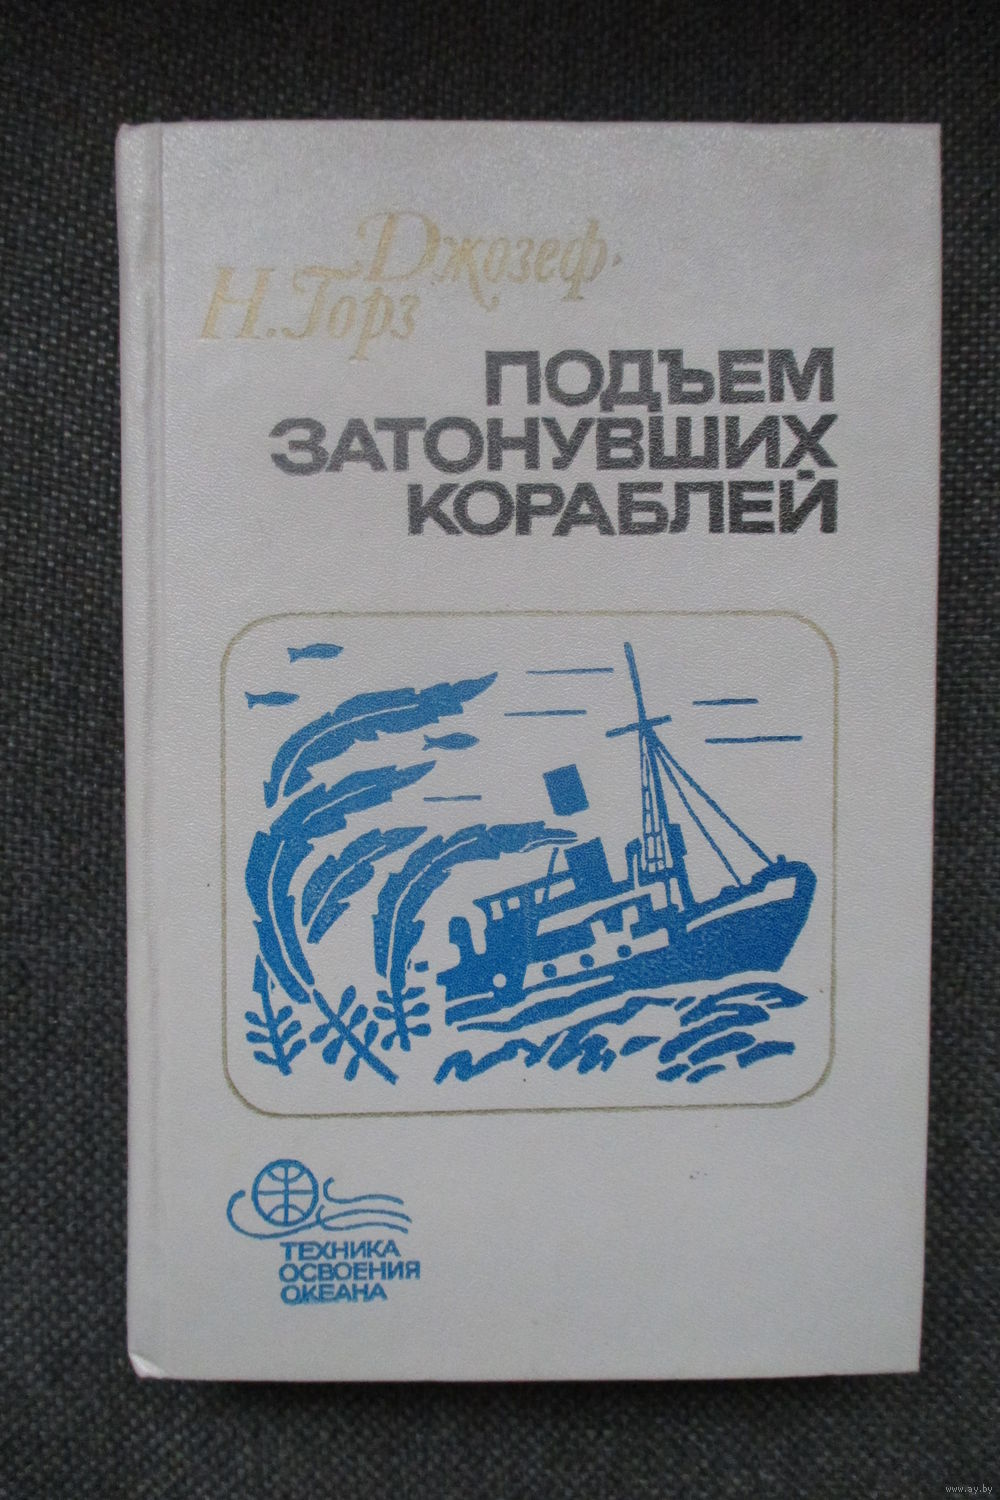 Джозеф
Н. Горз
ПОДЪЕМ
ЗАТОНУВШИХ
КОРАБЛЕЙ
ТЕХНИКА
ОСВОЕНИЯ
ОКЕАНА
www.ay.by